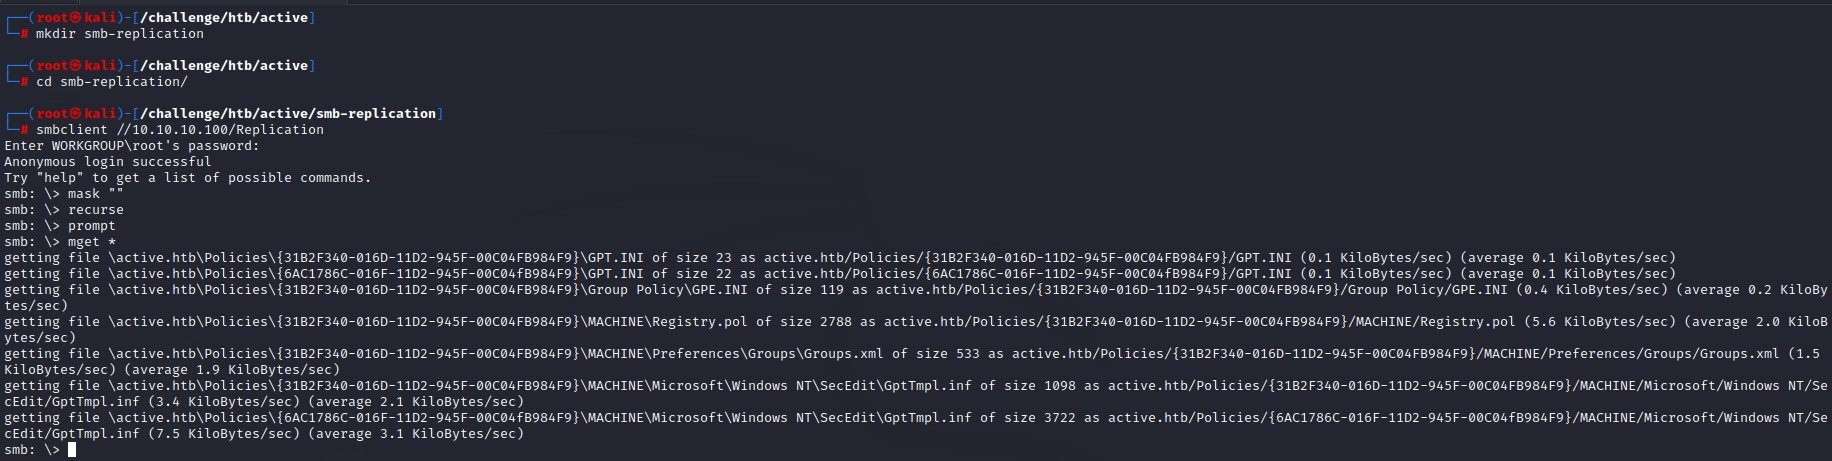 ┌──(root㉿kali)-[/challenge/htb/active]
└─# mkdir smb-replication
┌──(root㉿kali)-[/challenge/htb/active]
└─# cd smb-replication/
┌──(root㉿kali)-[/challenge/htb/active/smb-replication]
└─# smbclient //10.10.10.100/Replication
Enter WORKGROUP\root's password:
Anonymous login successful
Try "help" to get a list of possible commands.
smb: \> mask ""
smb: \> recurse
smb: \> prompt
smb: \> mget *
getting file \active.htb\Policies\{31B2F340-016D-11D2-945F-00C04FB984F9}\GPT.INI of size 23 as active.htb/Policies/{31B2F340-016D-11D2-945F-00C04FB984F9}/GPT.INI (0.1 KiloBytes/sec) (average 0.1 KiloBytes/sec)
getting file \active.htb\Policies\{6AC1786C-016F-11D2-945F-00C04fB984F9}\GPT.INI of size 22 as active.htb/Policies/{6AC1786C-016F-11D2-945F-00C04fB984F9}/GPT.INI (0.1 KiloBytes/sec) (average 0.1 KiloBytes/sec)
getting file \active.htb\Policies\{31B2F340-016D-11D2-945F-00C04FB984F9}\Group Policy\GPE.INI of size 119 as active.htb/Policies/{31B2F340-016D-11D2-945F-00C04FB984F9}/Group Policy/GPE.INI (0.4 KiloBytes/sec) (average 0.2 KiloBy
tes/sec)
getting file \active.htb\Policies\{31B2F340-016D-11D2-945F-00C04FB984F9}\MACHINE\Registry.pol of size 2788 as active.htb/Policies/{31B2F340-016D-11D2-945F-00C04FB984F9}/MACHINE/Registry.pol (5.6 KiloBytes/sec) (average 2.0 KiloB
ytes/sec)
getting file \active.htb\Policies\{31B2F340-016D-11D2-945F-00C04FB984F9}\MACHINE\Preferences\Groups\Groups.xml of size 533 as active.htb/Policies/{31B2F340-016D-11D2-945F-00C04FB984F9}/MACHINE/Preferences/Groups/Groups.xml (1.5
KiloBytes/sec) (average 1.9 KiloBytes/sec)
getting file \active.htb\Policies\{31B2F340-016D-11D2-945F-00C04FB984F9}\MACHINE\Microsoft\Windows NT\SecEdit\GptTmpl.inf of size 1098 as active.htb/Policies/{31B2F340-016D-11D2-945F-00C04FB984F9}/MACHINE/Microsoft/Windows NT/Se
cEdit/GptTmpl.inf (3.4 KiloBytes/sec) (average 2.1 KiloBytes/sec)
getting file \active.htb\Policies\{6AC1786C-016F-11D2-945F-00C04fB984F9}\MACHINE\Microsoft\Windows NT\SecEdit\GptTmpl.inf of size 3722 as active.htb/Policies/{6AC1786C-016F-11D2-945F-00C04fB984F9}/MACHINE/Microsoft/Windows NT/Se
cEdit/GptTmpl.inf (7.5 KiloBytes/sec) (average 3.1 KiloBytes/sec)
smb: \>